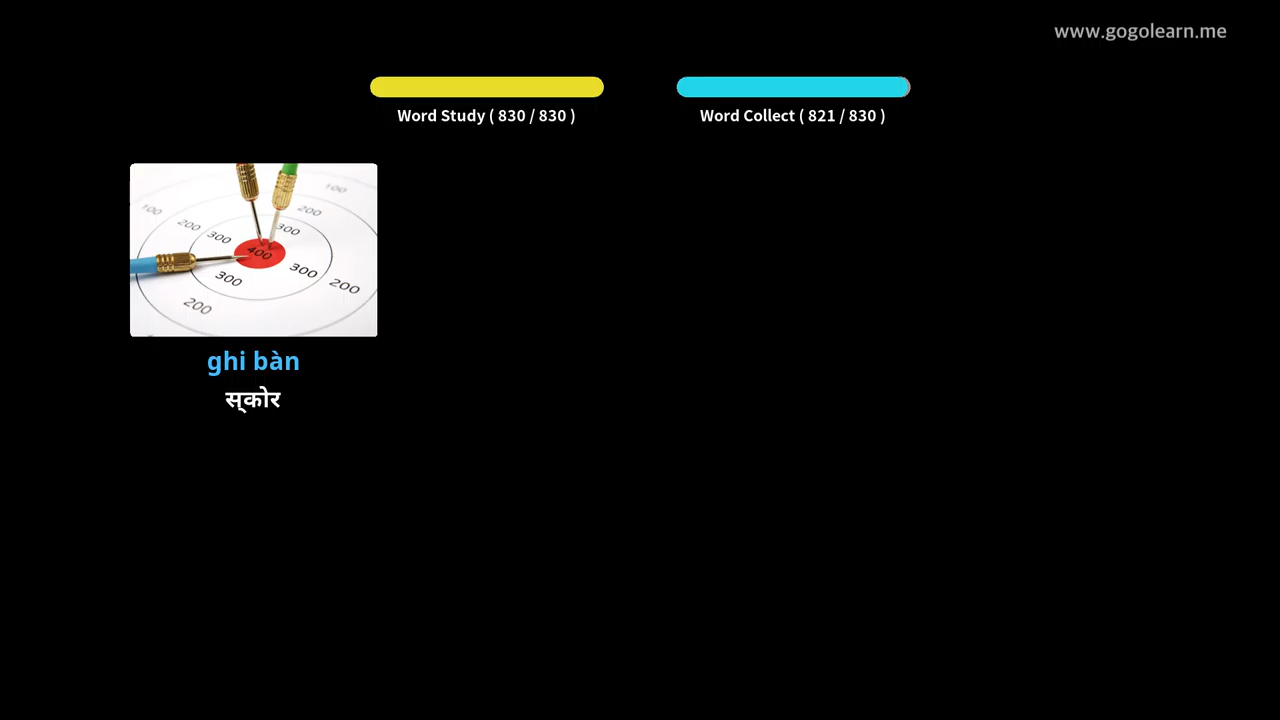 www.gogolearn.me
Word Study ( 830 / 830 )
Word Collect ( 821 / 830 )
100
100
200
200
300
300
400
300
300
200
200
ghi bàn
स्कोर